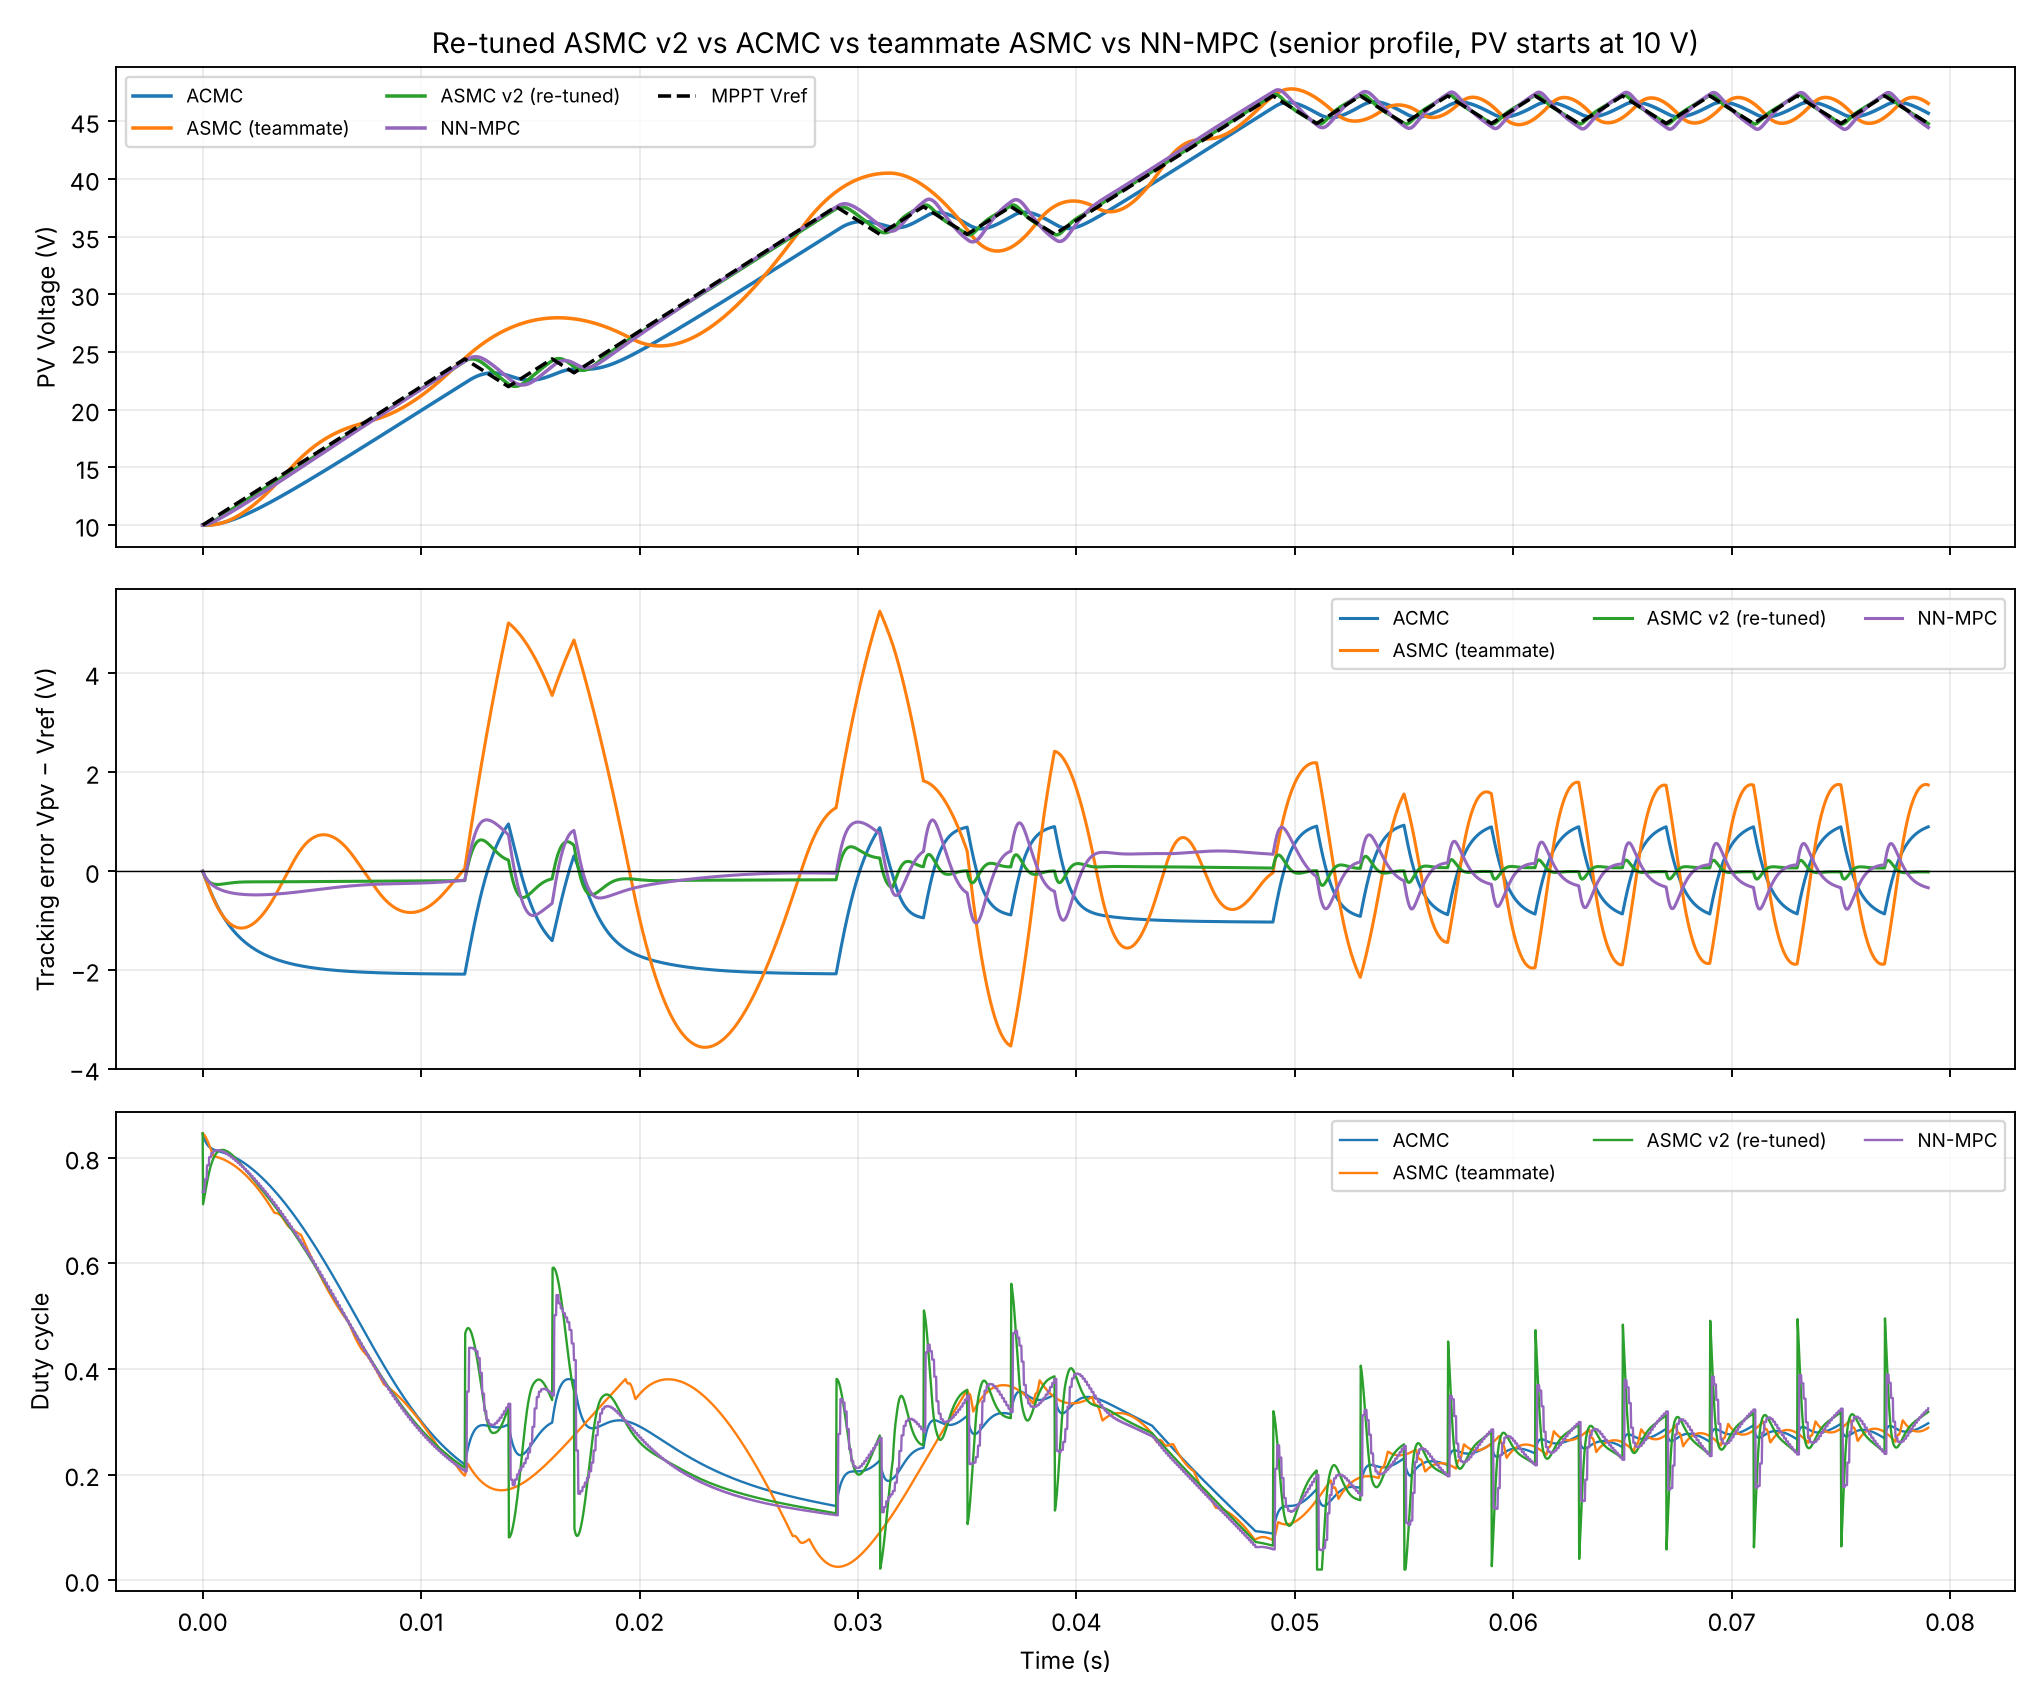 Re-tuned ASMC v2 vs ACMC vs teammate ASMC vs NN-MPC (senior profile, PV starts at 10 V)
ACMC
ASMC (teammate)
ASMC v2 (re-tuned)
NN-MPC
MPPT Vref
PV Voltage (V)
45
40
35
30
25
20
15
10
ACMC
ASMC (teammate)
ASMC v2 (re-tuned)
NN-MPC
Tracking error Vpv − Vref (V)
4
2
0
−2
−4
ACMC
ASMC (teammate)
ASMC v2 (re-tuned)
NN-MPC
Duty cycle
0.8
0.6
0.4
0.2
0.0
0.00
0.01
0.02
0.03
0.04
0.05
0.06
0.07
0.08
Time (s)